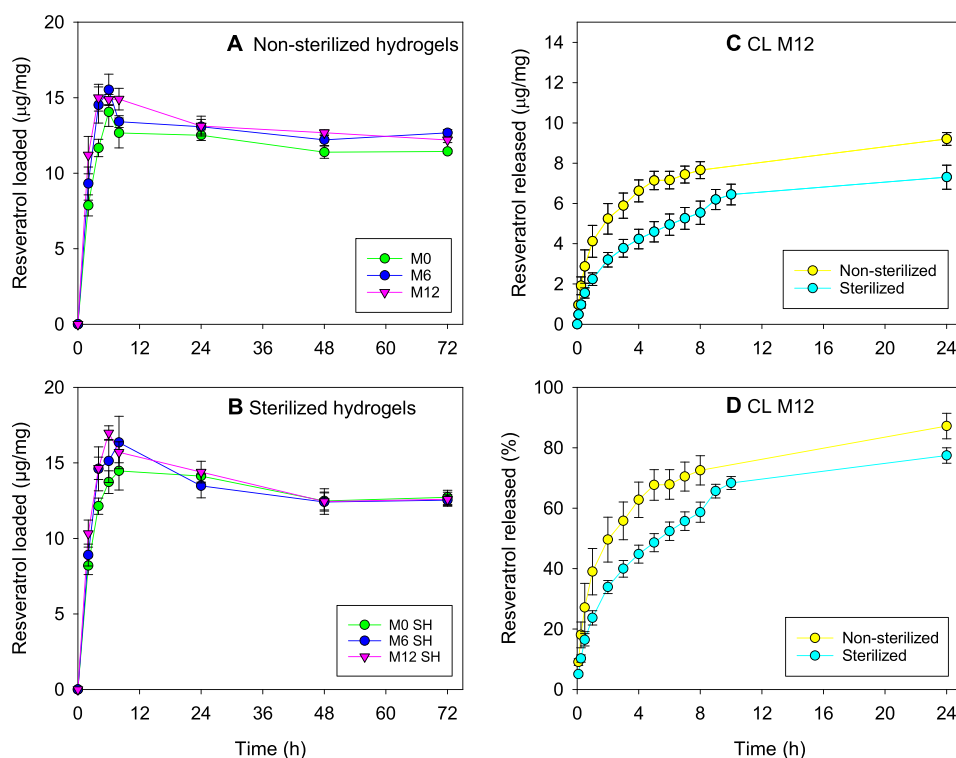 A Non-sterilized hydrogels
Resveratrol loaded (µg/mg)
20
15
10
5
0
M0
M6
M12
0 12 24 36 48 60 72
C CL M12
Resveratrol released (µg/mg)
14
12
10
8
6
4
2
0
Non-sterilized
Sterilized
0 4 8 12 16 20 24
B Sterilized hydrogels
Resveratrol loaded (µg/mg)
20
15
10
5
0
M0 SH
M6 SH
M12 SH
0 12 24 36 48 60 72
Time (h)
D CL M12
Resveratrol released (%)
100
80
60
40
20
0
Non-sterilized
Sterilized
0 4 8 12 16 20 24
Time (h)